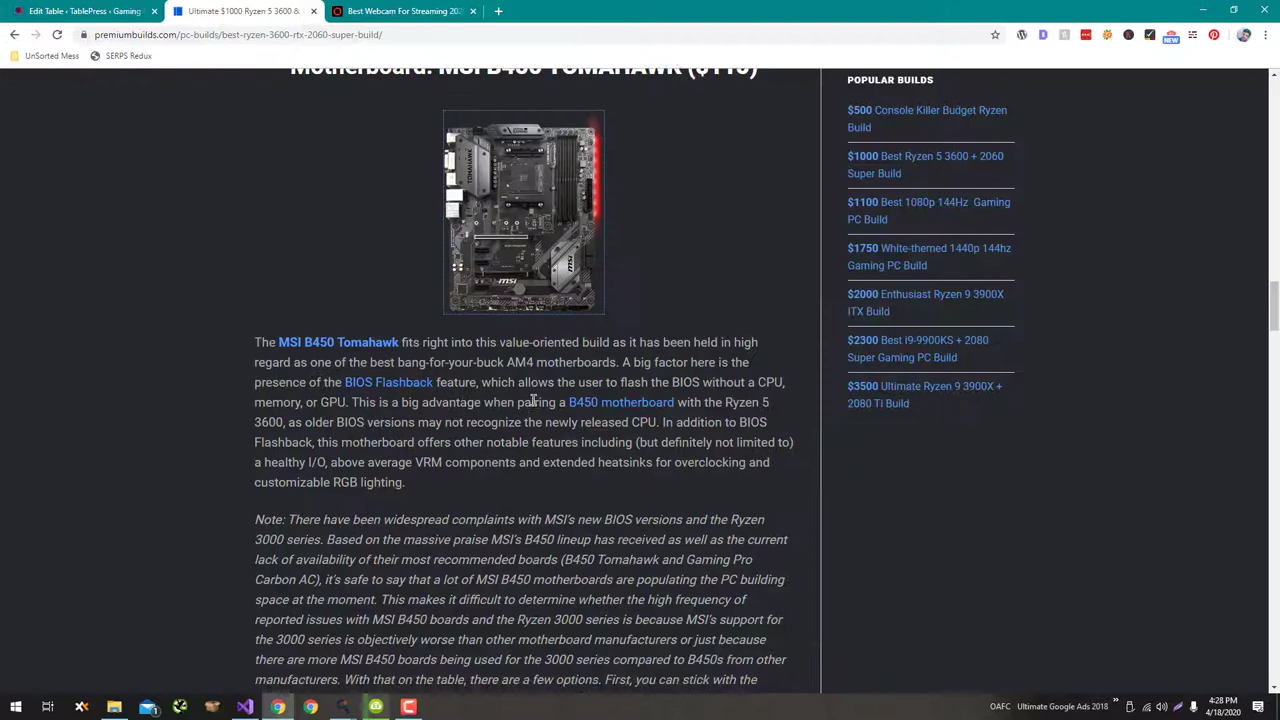 Edit Table ‹ TablePress ‹ Gaming
Ultimate $1000 Ryzen 5 3600 &
Best Webcam For Streaming 202
premiumbuilds.com/pc-builds/best-ryzen-3600-rtx-2060-super-build/
NEW
UnSorted Mess
SERPS Redux
Motherboard: MSI B450 TOMAHAWK ($115)
TOMAHAWK
msi
msi
The MSI B450 Tomahawk fits right into this value-oriented build as it has been held in high
regard as one of the best bang-for-your-buck AM4 motherboards. A big factor here is the
presence of the BIOS Flashback feature, which allows the user to flash the BIOS without a CPU,
memory, or GPU. This is a big advantage when pairing a B450 motherboard with the Ryzen 5
3600, as older BIOS versions may not recognize the newly released CPU. In addition to BIOS
Flashback, this motherboard offers other notable features including (but definitely not limited to)
a healthy I/O, above average VRM components and extended heatsinks for overclocking and
customizable RGB lighting.
Note: There have been widespread complaints with MSI's new BIOS versions and the Ryzen
3000 series. Based on the massive praise MSI's B450 lineup has received as well as the current
lack of availability of their most recommended boards (B450 Tomahawk and Gaming Pro
Carbon AC), it's safe to say that a lot of MSI B450 motherboards are populating the PC building
space at the moment. This makes it difficult to determine whether the high frequency of
reported issues with MSI B450 boards and the Ryzen 3000 series is because MSI's support for
the 3000 series is objectively worse than other motherboard manufacturers or just because
there are more MSI B450 boards being used for the 3000 series compared to B450s from other
manufacturers. With that on the table, there are a few options. First, you can stick with the
POPULAR BUILDS
$500 Console Killer Budget Ryzen
Build
$1000 Best Ryzen 5 3600 + 2060
Super Build
$1100 Best 1080p 144Hz Gaming
PC Build
$1750 White-themed 1440p 144hz
Gaming PC Build
$2000 Enthusiast Ryzen 9 3900X
ITX Build
$2300 Best i9-9900KS + 2080
Super Gaming PC Build
$3500 Ultimate Ryzen 9 3900X +
2080 Ti Build
OAFC
Ultimate Google Ads 2018
4:28 PM
4/18/2020